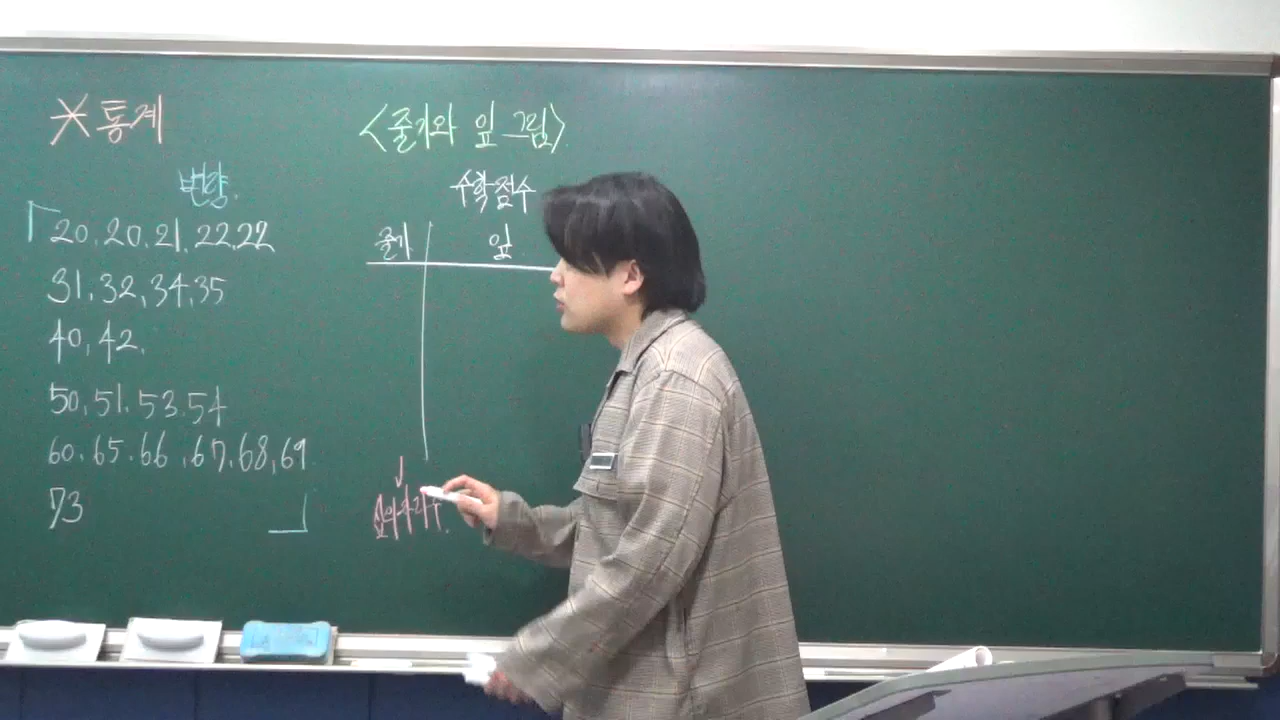 *통계
변량
20, 20, 21, 22, 22
31, 32, 34, 35
40, 42,
50, 51, 53, 54
60, 65, 66, 67, 68, 69
73
<줄기와 잎 그림>
수학점수
줄기 잎
십의자리수